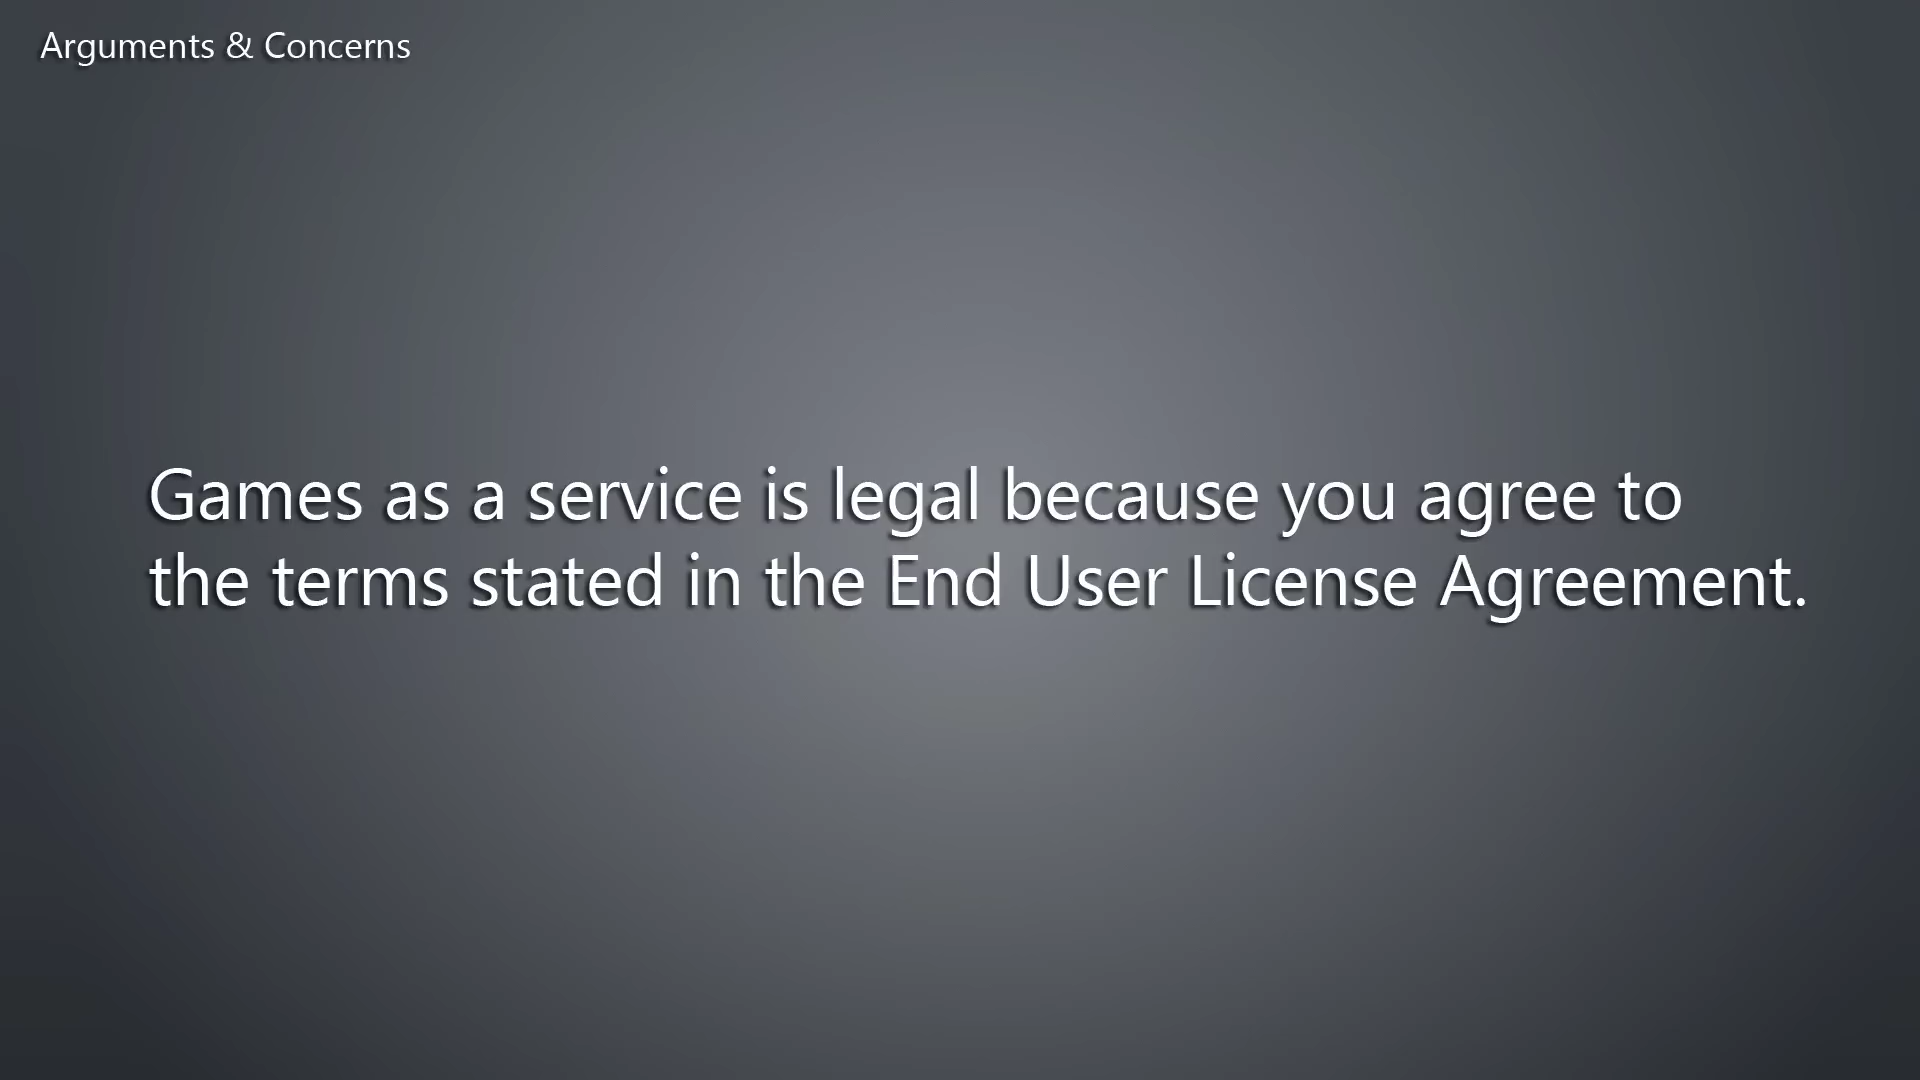 Arguments & Concerns
Games as a service is legal because you agree to
the terms stated in the End User License Agreement.